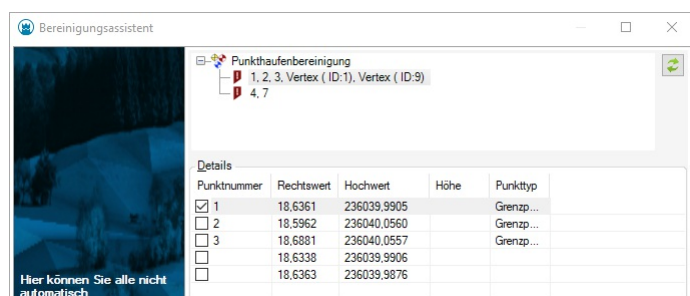 Bereinigungsassistent
Punkthaufenbereinigung
1, 2, 3, Vertex ( ID:1), Vertex ( ID:9)
4, 7
Details
Punktnummer Rechtswert Hochwert Höhe Punkttyp
1 18,6361 236039,9905 Grenzp...
2 18,5962 236040,0560 Grenzp...
3 18,6881 236040,0557 Grenzp...
18,6338 236039,9906
18,6363 236039,9876
Hier können Sie alle nicht
automatisch